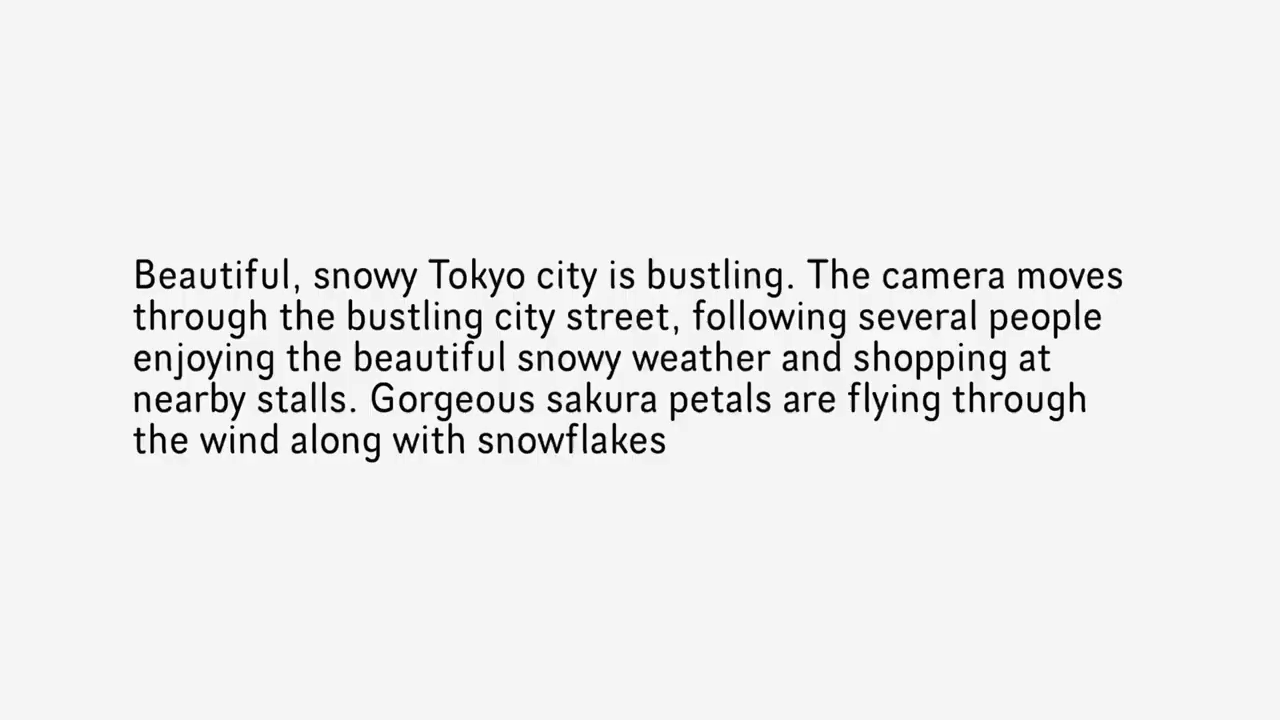 Beautiful, snowy Tokyo city is bustling. The camera moves
through the bustling city street, following several people
enjoying the beautiful snowy weather and shopping at
nearby stalls. Gorgeous sakura petals are flying through
the wind along with snowflakes